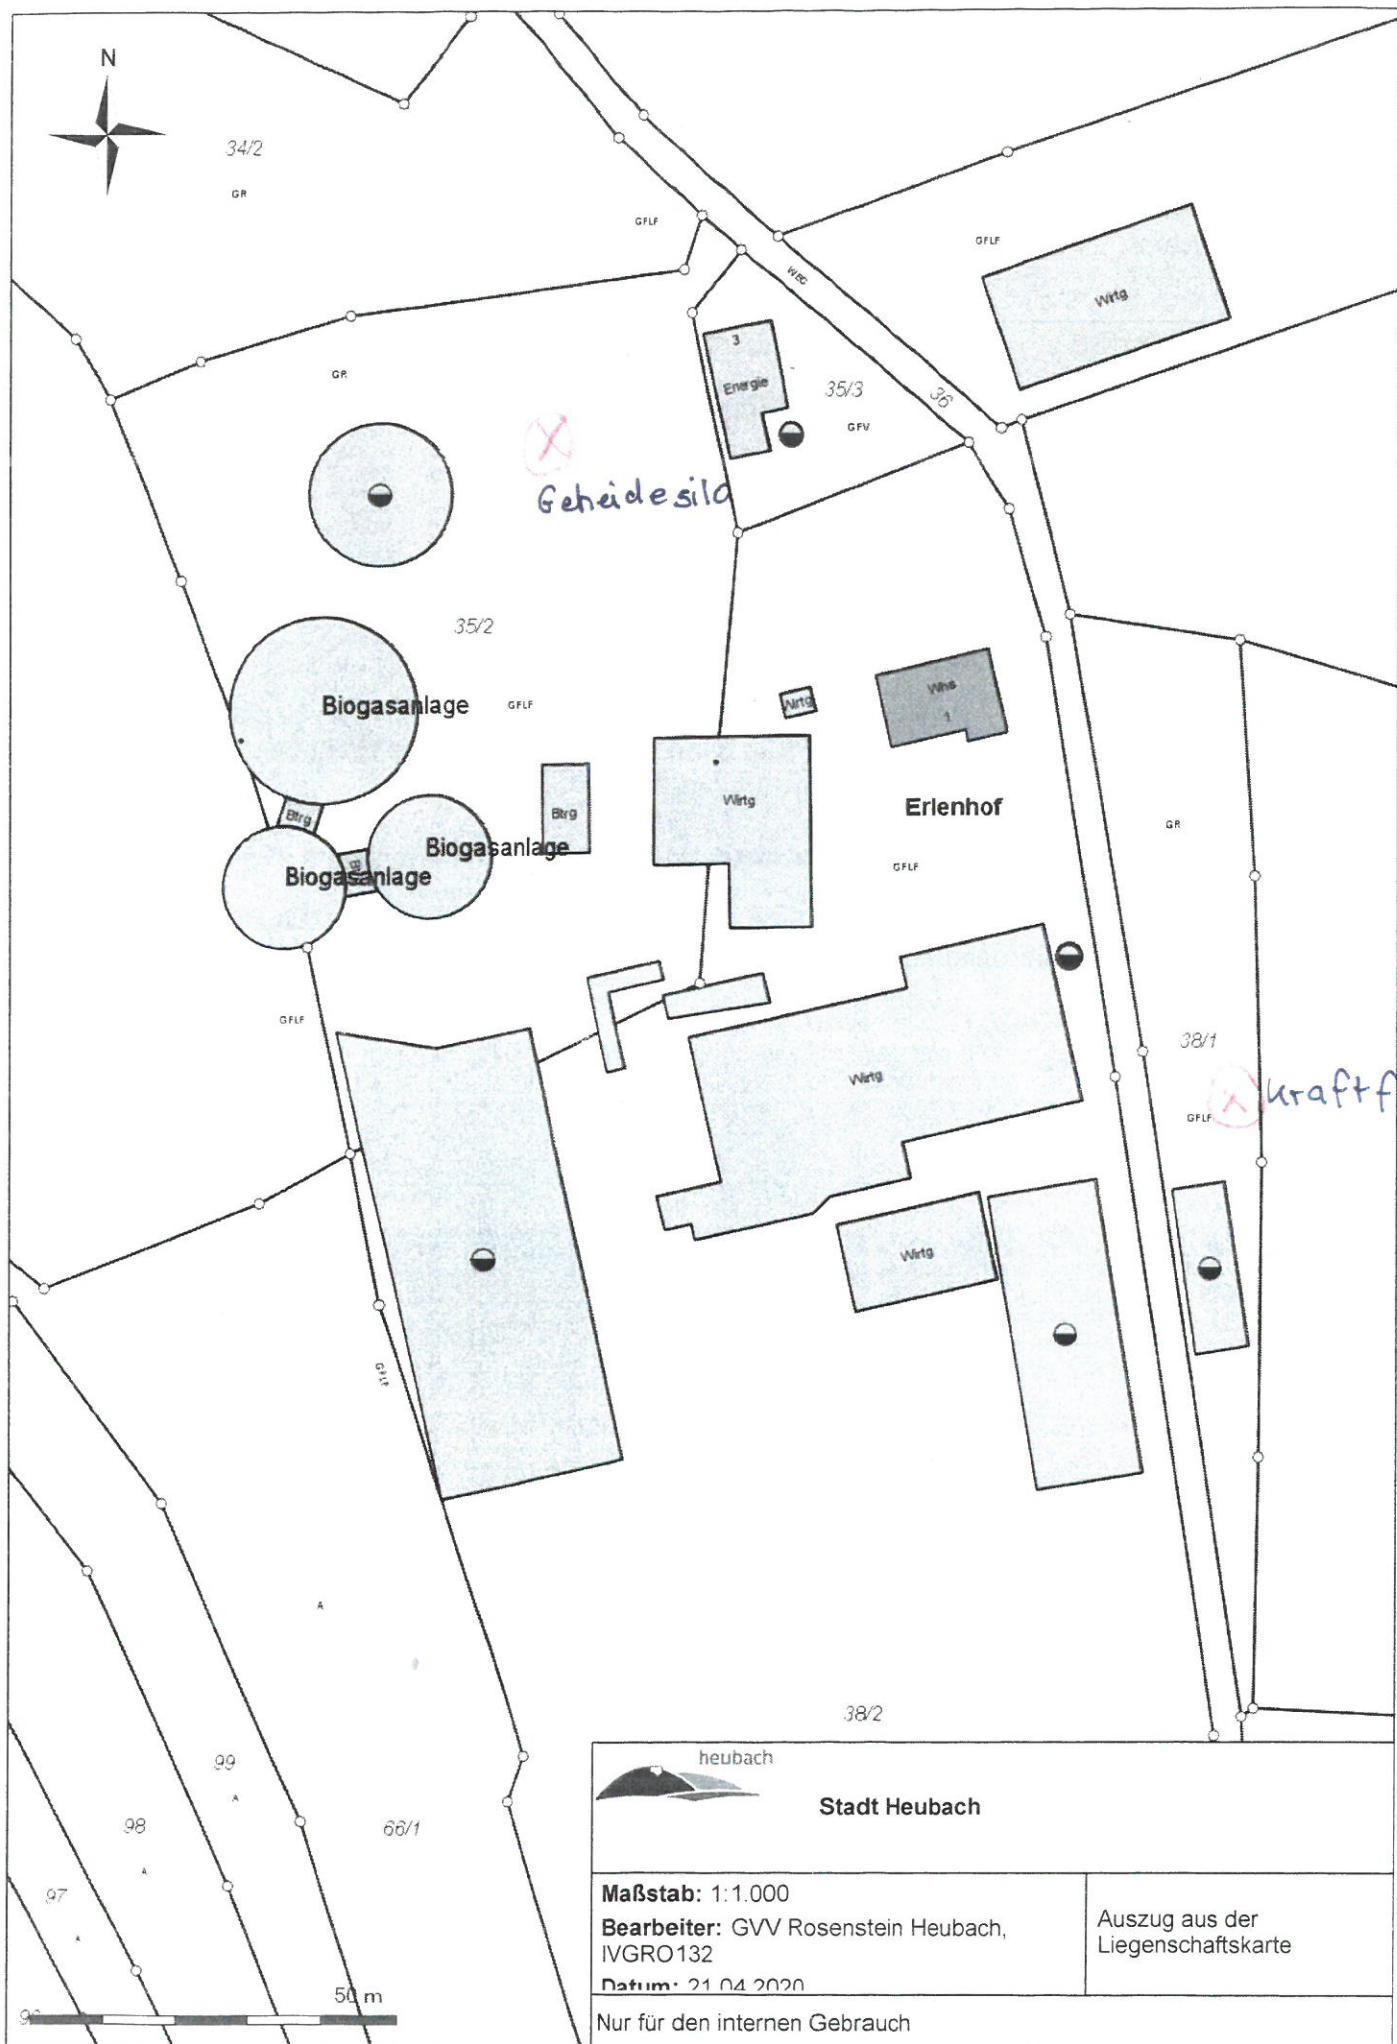 N
34/2
GR
GFLF
WEG
GFLF
Wirtg
GR
3
Energie
35/3
GFV
36
Geheidesilo
35/2
Biogasanlage
GFLF
Wirtg
Whs
1
Btrg
Btrg
Wirtg
Erlenhof
Biogasanlage
Biogasanlage
GR
GFLF
GFLF
Wirtg
38/1
Kraftf
GFLF
Wirtg
GFLF
A
38/2
99
A
98
A
66/1
97
A
50 m
heubach
Stadt Heubach
Maßstab: 1:1.000
Bearbeiter: GVV Rosenstein Heubach,
IVGRO132
Datum: 21.04.2020
Auszug aus der
Liegenschaftskarte
Nur für den internen Gebrauch